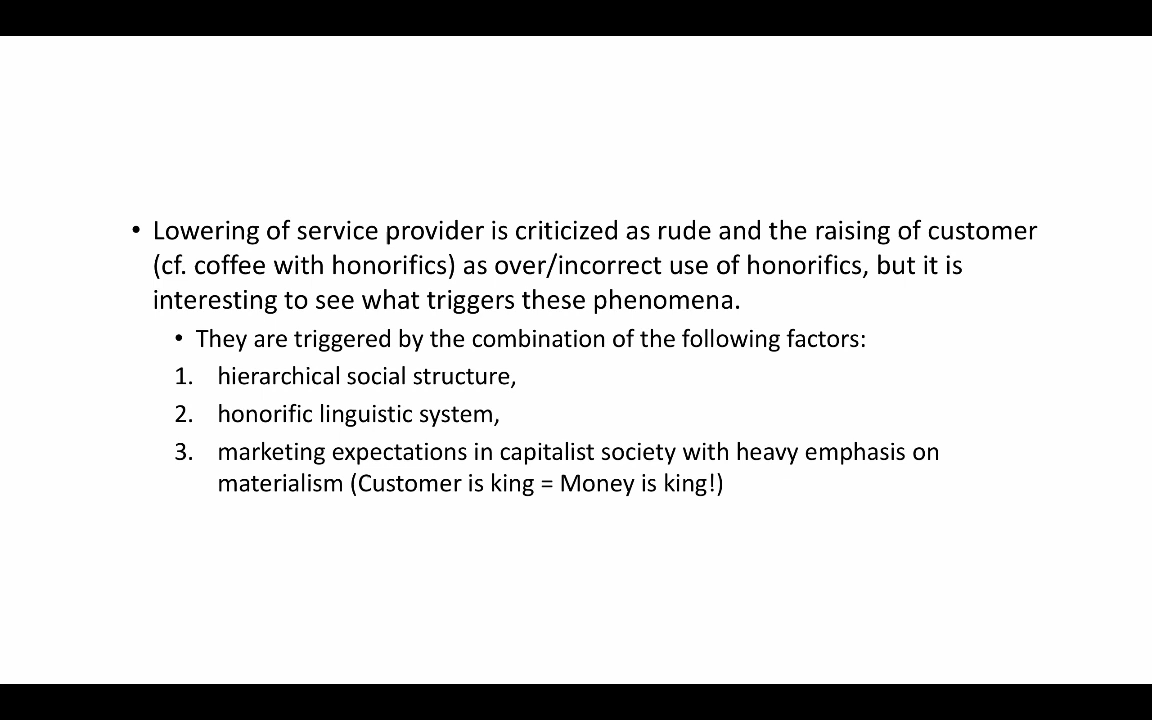 • Lowering of service provider is criticized as rude and the raising of customer
(cf. coffee with honorifics) as over/incorrect use of honorifics, but it is
interesting to see what triggers these phenomena.
• They are triggered by the combination of the following factors:
1. hierarchical social structure,
2. honorific linguistic system,
3. marketing expectations in capitalist society with heavy emphasis on
materialism (Customer is king = Money is king!)